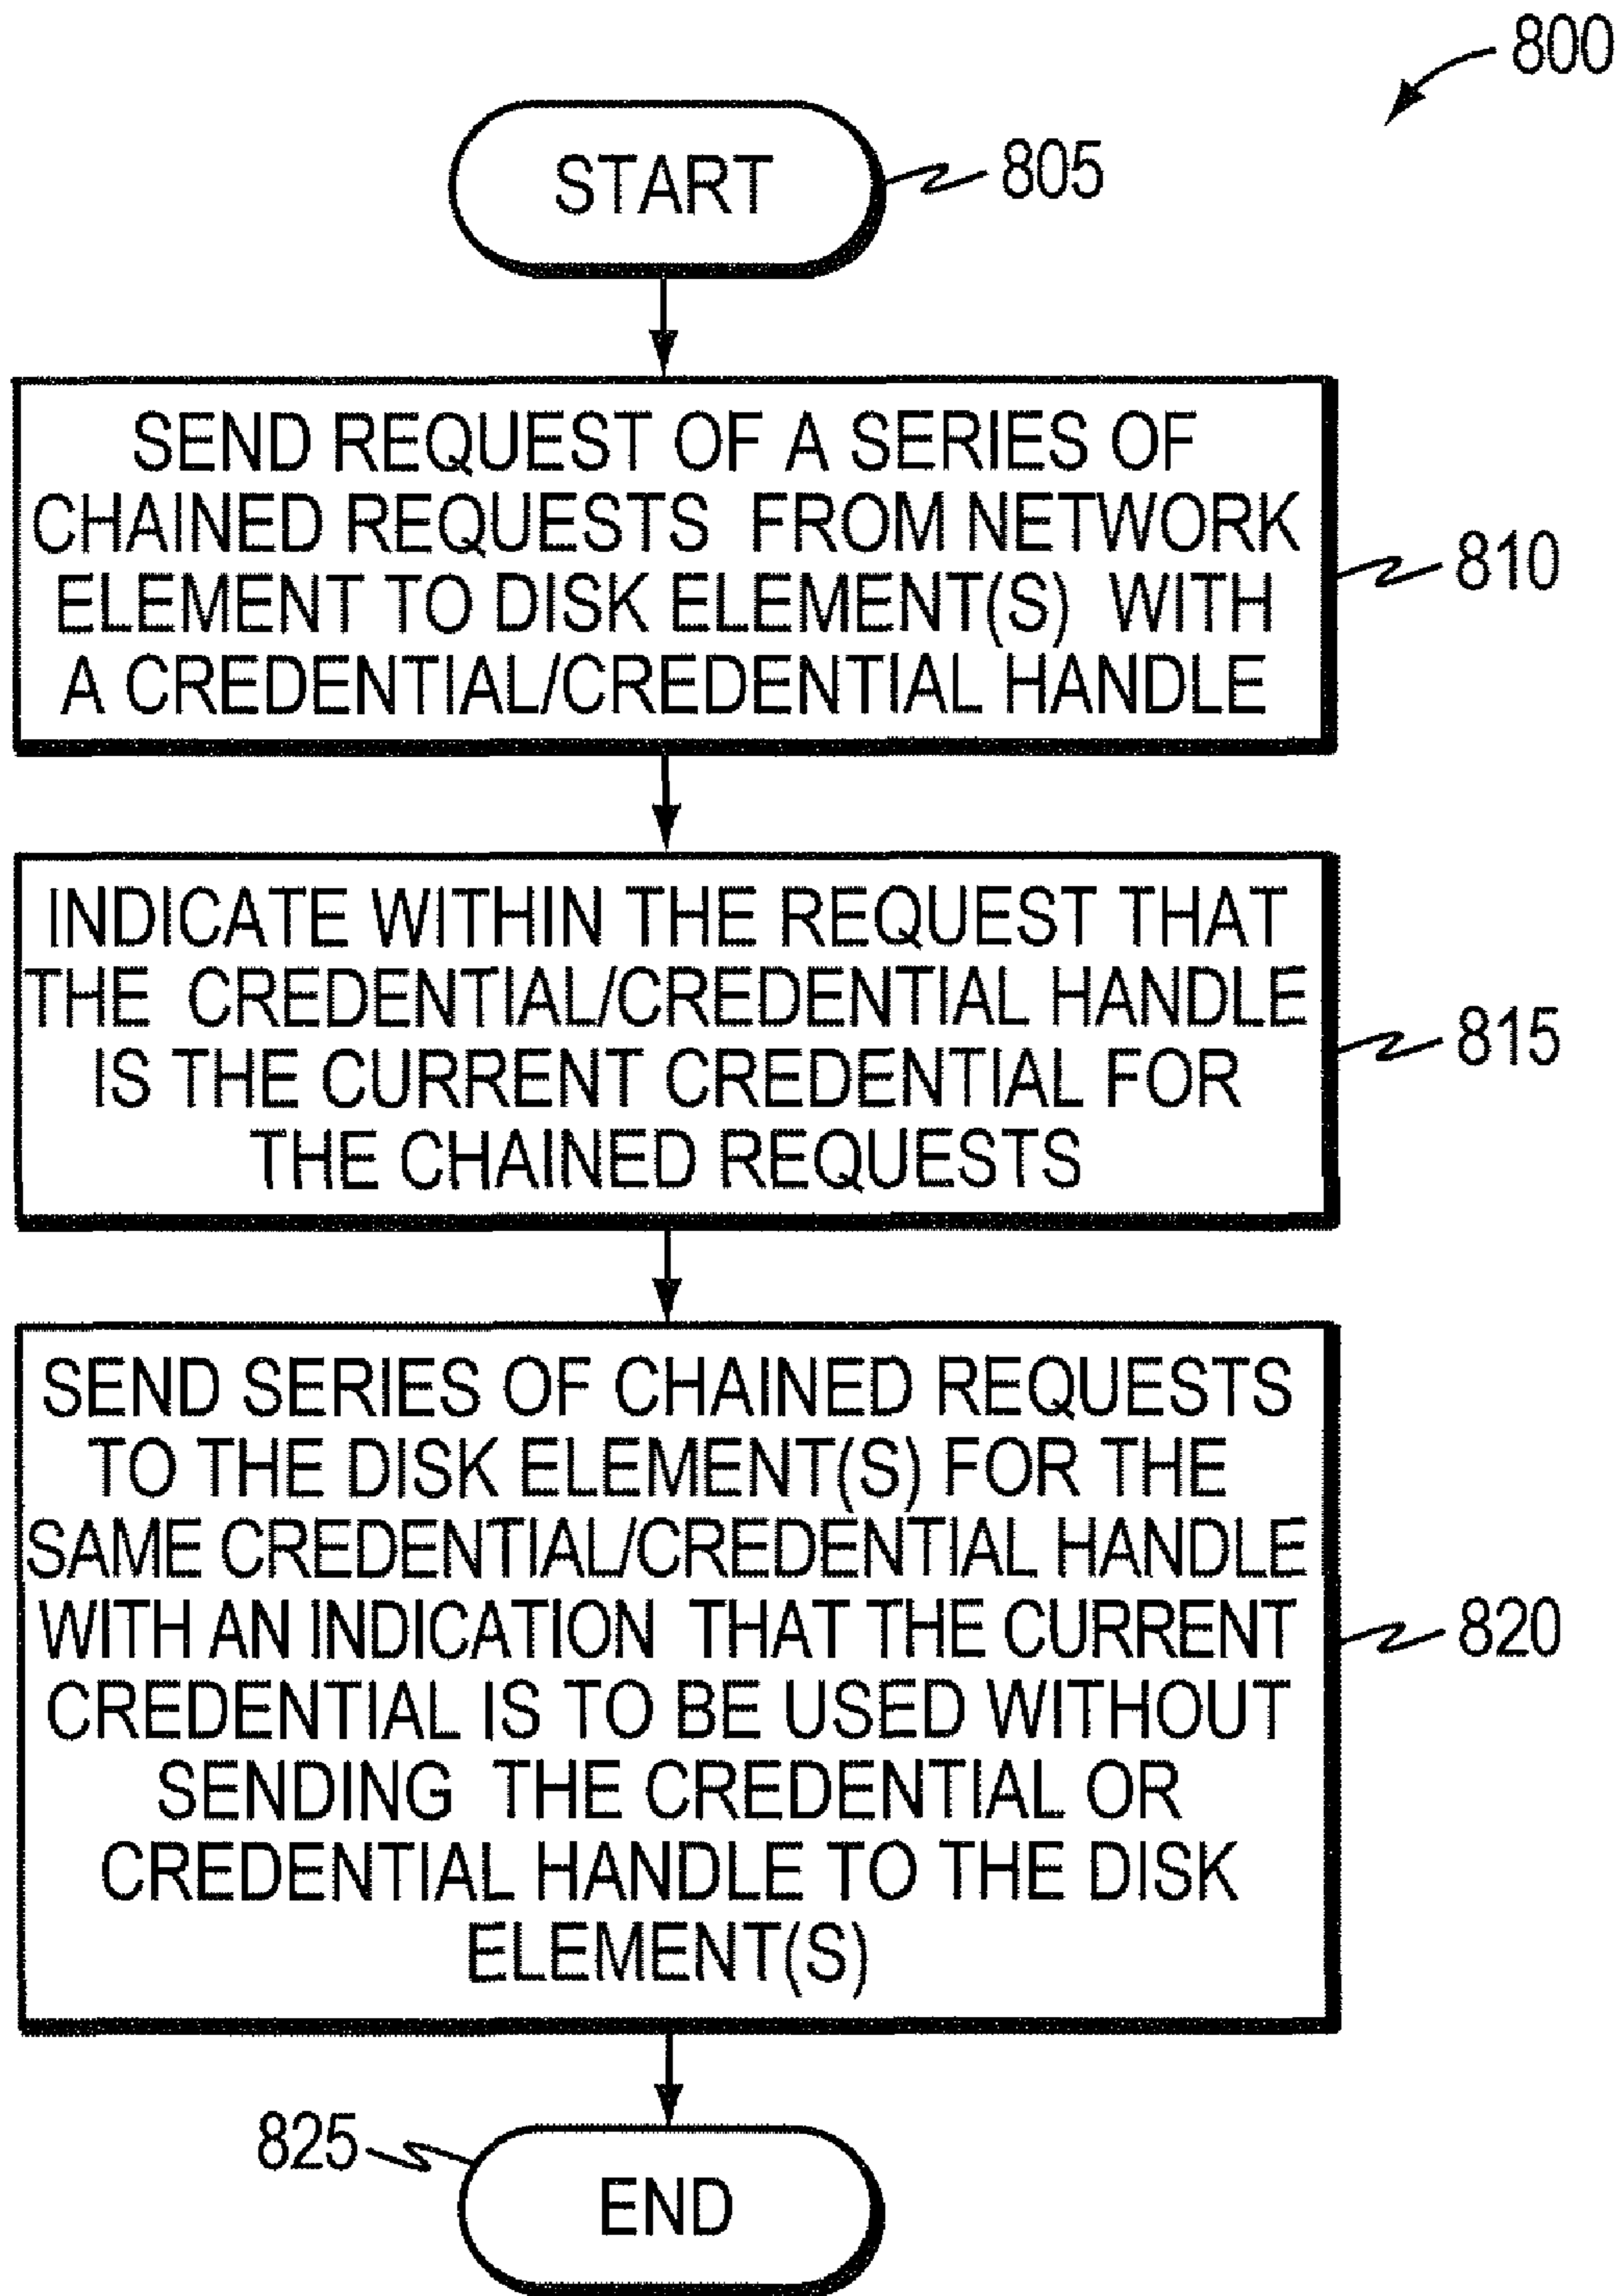 800
START
805
SEND REQUEST OF A SERIES OF
CHAINED REQUESTS FROM NETWORK
ELEMENT TO DISK ELEMENT(S) WITH
A CREDENTIAL/CREDENTIAL HANDLE
810
INDICATE WITHIN THE REQUEST THAT
THE CREDENTIAL/CREDENTIAL HANDLE
IS THE CURRENT CREDENTIAL FOR
THE CHAINED REQUESTS
815
SEND SERIES OF CHAINED REQUESTS
TO THE DISK ELEMENT(S) FOR THE
SAME CREDENTIAL/CREDENTIAL HANDLE
WITH AN INDICATION THAT THE CURRENT
CREDENTIAL IS TO BE USED WITHOUT
SENDING THE CREDENTIAL OR
CREDENTIAL HANDLE TO THE DISK
ELEMENT(S)
820
825
END